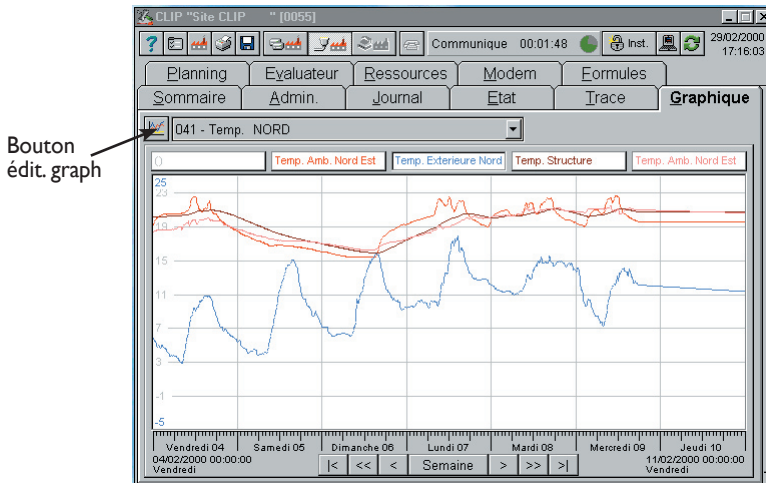 CLIP "Site CLIP " [0055]
? Communique 00:01:48 Inst. 29/02/2000
17:16:03
Planning Evaluateur Ressources Modem Formules
Sommaire Admin. Journal Etat Trace Graphique
Bouton
édit. graph
041 - Temp. NORD
() Temp. Amb. Nord Est Temp. Exterieure Nord Temp. Structure Temp. Amb. Nord Est
25
23
19
15
11
7
3
-1
-5
Vendredi 04 Samedi 05 Dimanche 06 Lundi 07 Mardi 08 Mercredi 09 Jeudi 10
04/02/2000 00:00:00 11/02/2000 00:00:00
Vendredi |< << < Semaine > >> >| Vendredi